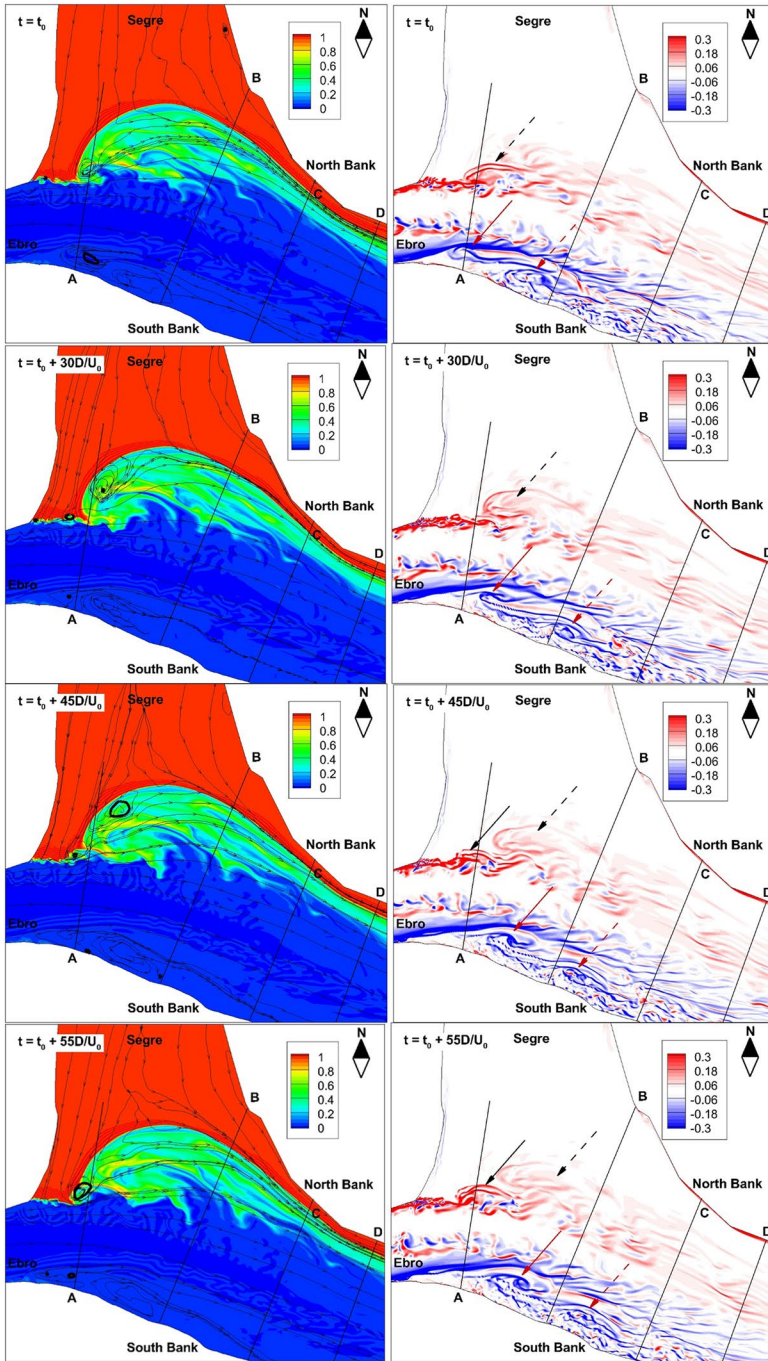 t = t₀
Segre
N
1
0.8
0.6
0.4
0.2
0
B
North Bank
C
D
Ebro
A
South Bank
t = t₀
Segre
N
0.3
0.18
0.06
-0.06
-0.18
-0.3
B
North Bank
C
D
Ebro
A
South Bank
t = t₀ + 30D/U₀
Segre
N
1
0.8
0.6
0.4
0.2
0
B
North Bank
C
D
Ebro
A
South Bank
t = t₀ + 30D/U₀
Segre
N
0.3
0.18
0.06
-0.06
-0.18
-0.3
B
North Bank
C
D
Ebro
A
South Bank
t = t₀ + 45D/U₀
Segre
N
1
0.8
0.6
0.4
0.2
0
B
North Bank
C
D
Ebro
A
South Bank
t = t₀ + 45D/U₀
Segre
N
0.3
0.18
0.06
-0.06
-0.18
-0.3
B
North Bank
C
D
Ebro
A
South Bank
t = t₀ + 55D/U₀
Segre
N
1
0.8
0.6
0.4
0.2
0
B
North Bank
C
D
Ebro
A
South Bank
t = t₀ + 55D/U₀
Segre
N
0.3
0.18
0.06
-0.06
-0.18
-0.3
B
North Bank
C
D
Ebro
A
South Bank